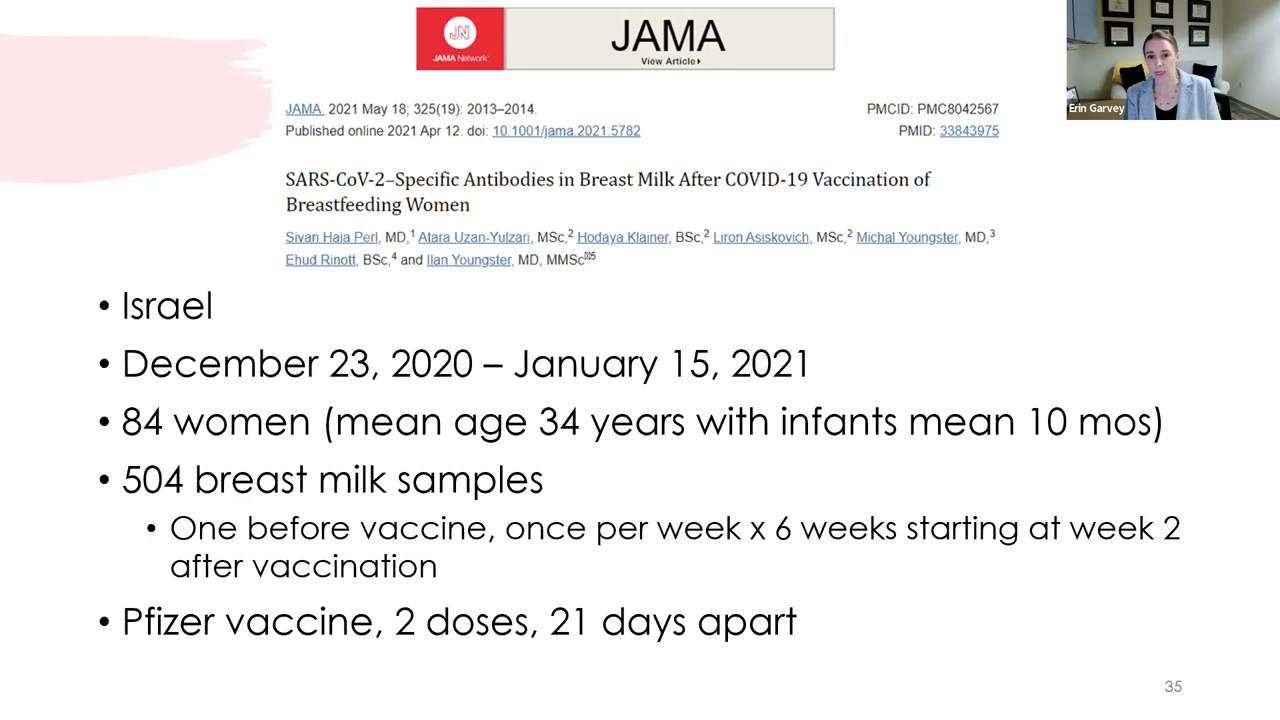 JN
JAMA Network
JAMA
View Article
JAMA. 2021 May 18; 325(19): 2013–2014.
PMCID: PMC8042567
Published online 2021 Apr 12. doi: 10.1001/jama.2021.5782
PMID: 33843975
Erin Garvey
SARS-CoV-2–Specific Antibodies in Breast Milk After COVID-19 Vaccination of
Breastfeeding Women
Sivan Haia Perl, MD,1 Atara Uzan-Yulzari, MSc,2 Hodaya Klainer, BSc,2 Liron Asiskovich, MSc,2 Michal Youngster, MD,3
Ehud Rinott, BSc,4 and Ilan Youngster, MD, MMSc5
• Israel
• December 23, 2020 – January 15, 2021
• 84 women (mean age 34 years with infants mean 10 mos)
• 504 breast milk samples
• One before vaccine, once per week x 6 weeks starting at week 2
after vaccination
• Pfizer vaccine, 2 doses, 21 days apart
35